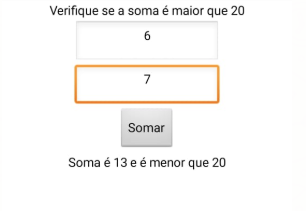 Verifique se a soma é maior que 20
6
7
Somar
Soma é 13 e é menor que 20